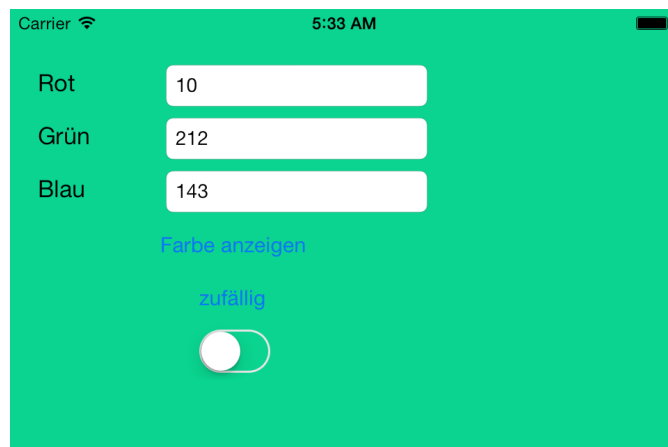 Carrier 5:33 AM
Rot 10
Grün 212
Blau 143
Farbe anzeigen
zufällig